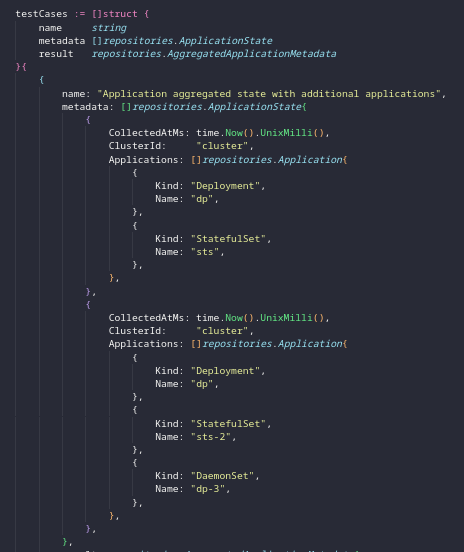 testCases := []struct {
    name     string
    metadata []repositories.ApplicationState
    result   repositories.AggregatedApplicationMetadata
}{
    {
        name: "Application aggregated state with additional applications",
        metadata: []repositories.ApplicationState{
            {
                CollectedAtMs: time.Now().UnixMilli(),
                ClusterId:     "cluster",
                Applications: []repositories.Application{
                    {
                        Kind: "Deployment",
                        Name: "dp",
                    },
                    {
                        Kind: "StatefulSet",
                        Name: "sts",
                    },
                },
            },
            {
                CollectedAtMs: time.Now().UnixMilli(),
                ClusterId:     "cluster",
                Applications: []repositories.Application{
                    {
                        Kind: "Deployment",
                        Name: "dp",
                    },
                    {
                        Kind: "StatefulSet",
                        Name: "sts-2",
                    },
                    {
                        Kind: "DaemonSet",
                        Name: "dp-3",
                    },
                },
            },
        },